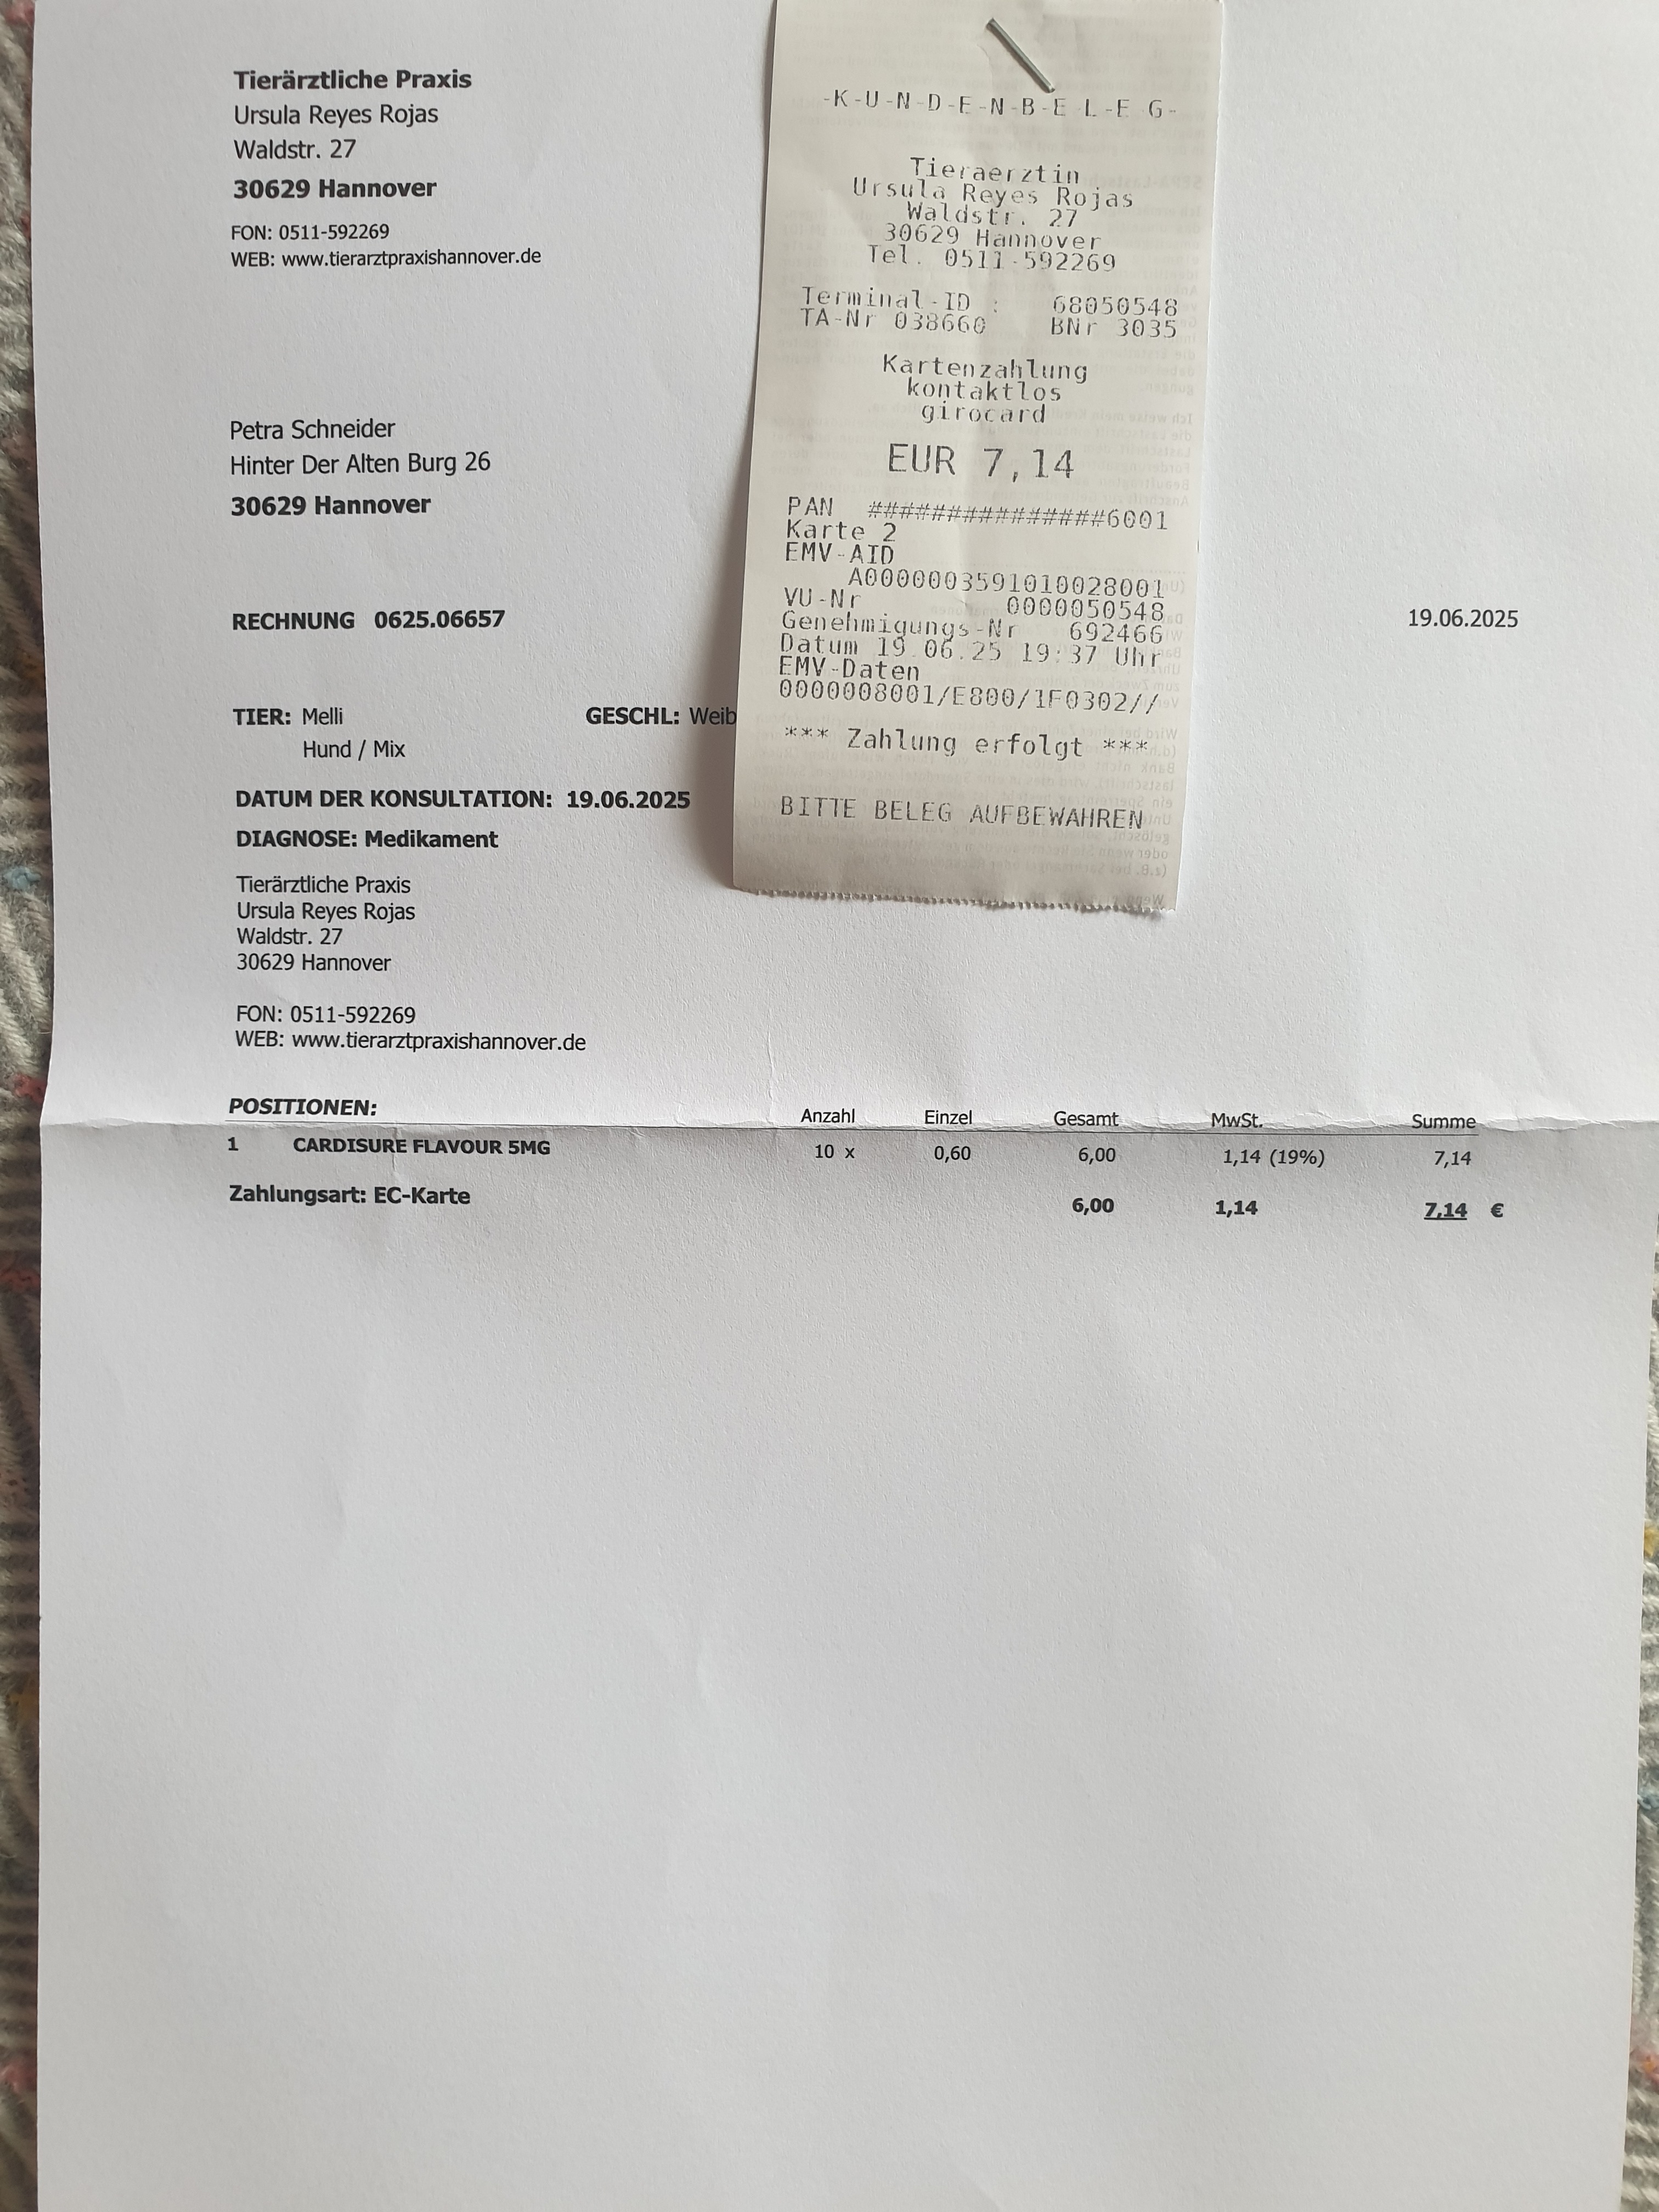 Tierärztliche Praxis
Ursula Reyes Rojas
Waldstr. 27
30629 Hannover
FON: 0511-592269
WEB: www.tierarztpraxishannover.de
Petra Schneider
Hinter Der Alten Burg 26
30629 Hannover
-K-U-N-D-E-N-B-E-L-E-G-
Tieraerztin
Ursula Reyes Rojas
Waldstr. 27
30629 Hannover
Tel. 0511-592269
Terminal-ID : 68050548
TA-Nr 038660 BNr 3035
Kartenzahlung
kontaktlos
girocard
EUR 7,14
PAN ###############6001
Karte 2
EMV-AID
A0000003591010028001
VU-Nr 0000050548
Genehmigungs-Nr 692466
Datum 19.06.25 19:37 Uhr
EMV-Daten
0000008001/E800/1F0302//
*** Zahlung erfolgt ***
BITTE BELEG AUFBEWAHREN
RECHNUNG 0625.06657 19.06.2025
TIER: Melli GESCHL: Weib
Hund / Mix
DATUM DER KONSULTATION: 19.06.2025
DIAGNOSE: Medikament
Tierärztliche Praxis
Ursula Reyes Rojas
Waldstr. 27
30629 Hannover
FON: 0511-592269
WEB: www.tierarztpraxishannover.de
POSITIONEN: Anzahl Einzel Gesamt MwSt. Summe
1 CARDISURE FLAVOUR 5MG 10 x 0,60 6,00 1,14 (19%) 7,14
Zahlungsart: EC-Karte 6,00 1,14 7,14 €